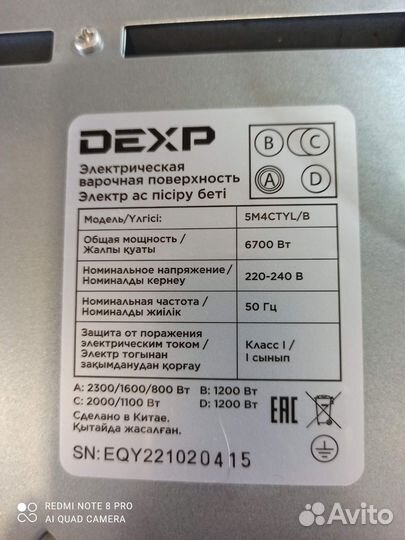 DEXP
Электрическая
варочная поверхность
Электр ас пісіру беті
B C
A D
Модель/Үлгісі: 5M4CTYL/B
Общая мощность / 6700 Вт
Жалпы қуаты
Номинальное напряжение/ 220-240 В
Номиналды кернеу
Номинальная частота / 50 Гц
Номиналды жиілік
Защита от поражения
электрическим током / Класс I /
Электр тогынан I сынып
зақымданудан қорғау
A: 2300/1600/800 Вт B: 1200 Вт
C: 2000/1100 Вт D: 1200 Вт
Сделано в Китае.
Қытайда жасалған.
EAC
SN: EQY221020415
REDMI NOTE 8 PRO
AI QUAD CAMERA
Avito